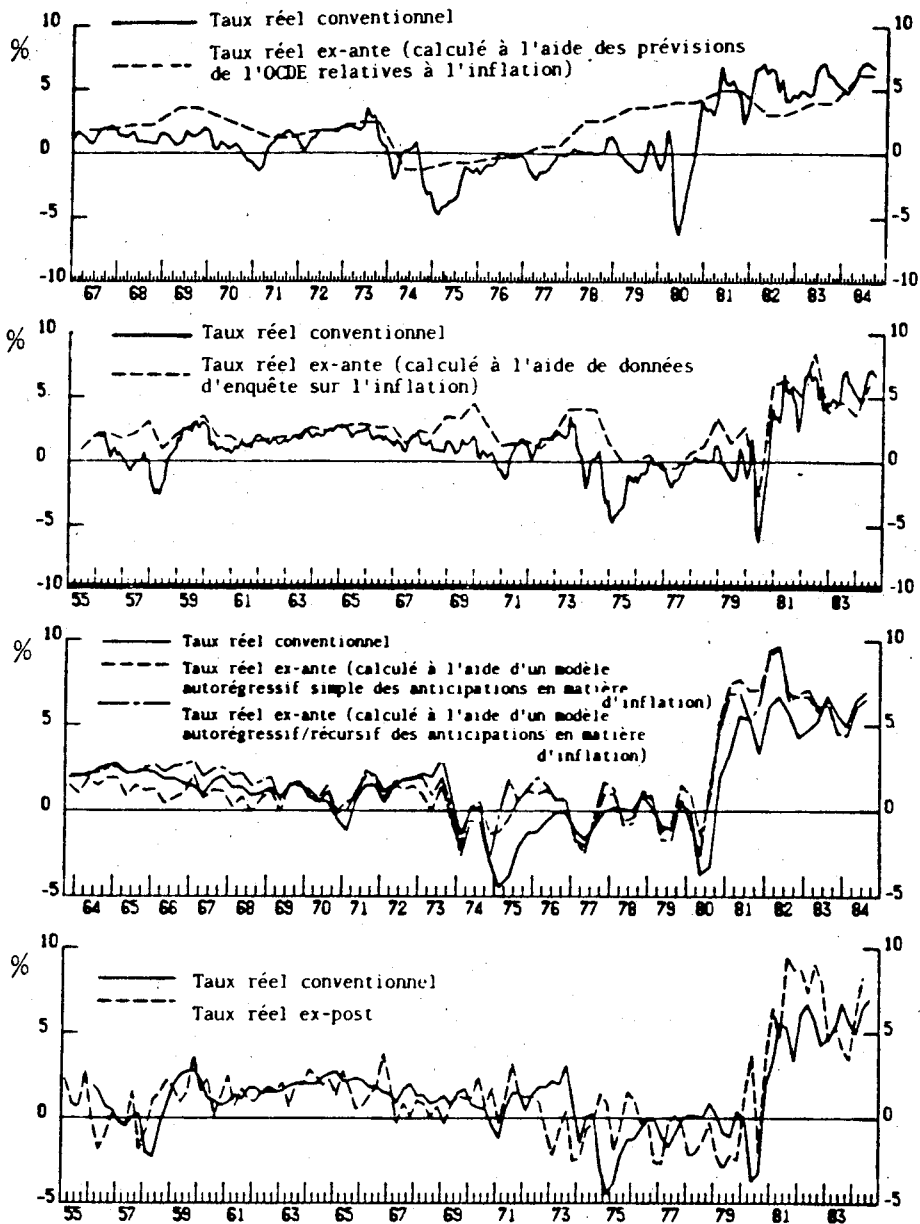 10
10
%
Taux réel conventionnel
Taux réel ex-ante (calculé à l'aide des prévisions
de l'OCDE relatives à l'inflation)
5
5
0
0
-5
-5
-10
-10
67 68 69 70 71 72 73 74 75 76 77 78 79 80 81 82 83 84
10
10
%
Taux réel conventionnel
Taux réel ex-ante (calculé à l'aide de données
d'enquête sur l'inflation)
5
5
0
0
-5
-5
-10
-10
55 57 59 61 63 65 67 69 71 73 75 77 79 81 83
10
10
%
Taux réel conventionnel
Taux réel ex-ante (calculé à l'aide d'un modèle
autorégressif simple des anticipations en matière
d'inflation)
Taux réel ex-ante (calculé à l'aide d'un modèle
autorégressif/récursif des anticipations en matière
d'inflation)
5
5
0
0
-5
-5
64 65 66 67 68 69 70 71 72 73 74 75 76 77 78 79 80 81 82 83 84
10
10
%
Taux réel conventionnel
Taux réel ex-post
5
5
0
0
-5
-5
55 57 59 61 63 65 67 69 71 73 75 77 79 81 83